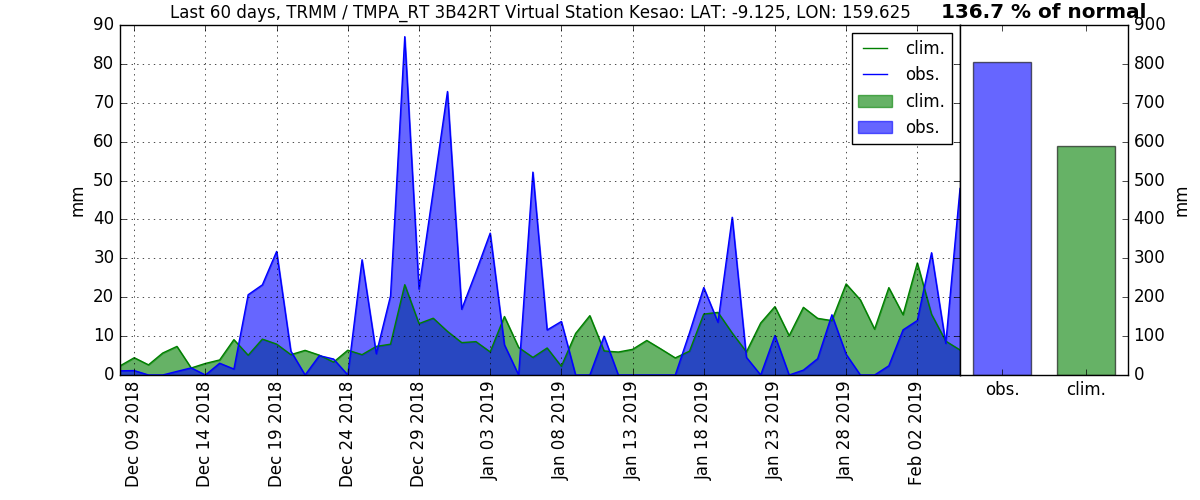 Last 60 days, TRMM / TMPA_RT 3B42RT Virtual Station Kesao: LAT: -9.125, LON: 159.625
136.7 % of normal
90
80
70
60
50
40
30
20
10
0
mm
clim.
obs.
clim.
obs.
900
800
700
600
500
400
300
200
100
0
mm
obs.
clim.
Dec 09 2018
Dec 14 2018
Dec 19 2018
Dec 24 2018
Dec 29 2018
Jan 03 2019
Jan 08 2019
Jan 13 2019
Jan 18 2019
Jan 23 2019
Jan 28 2019
Feb 02 2019